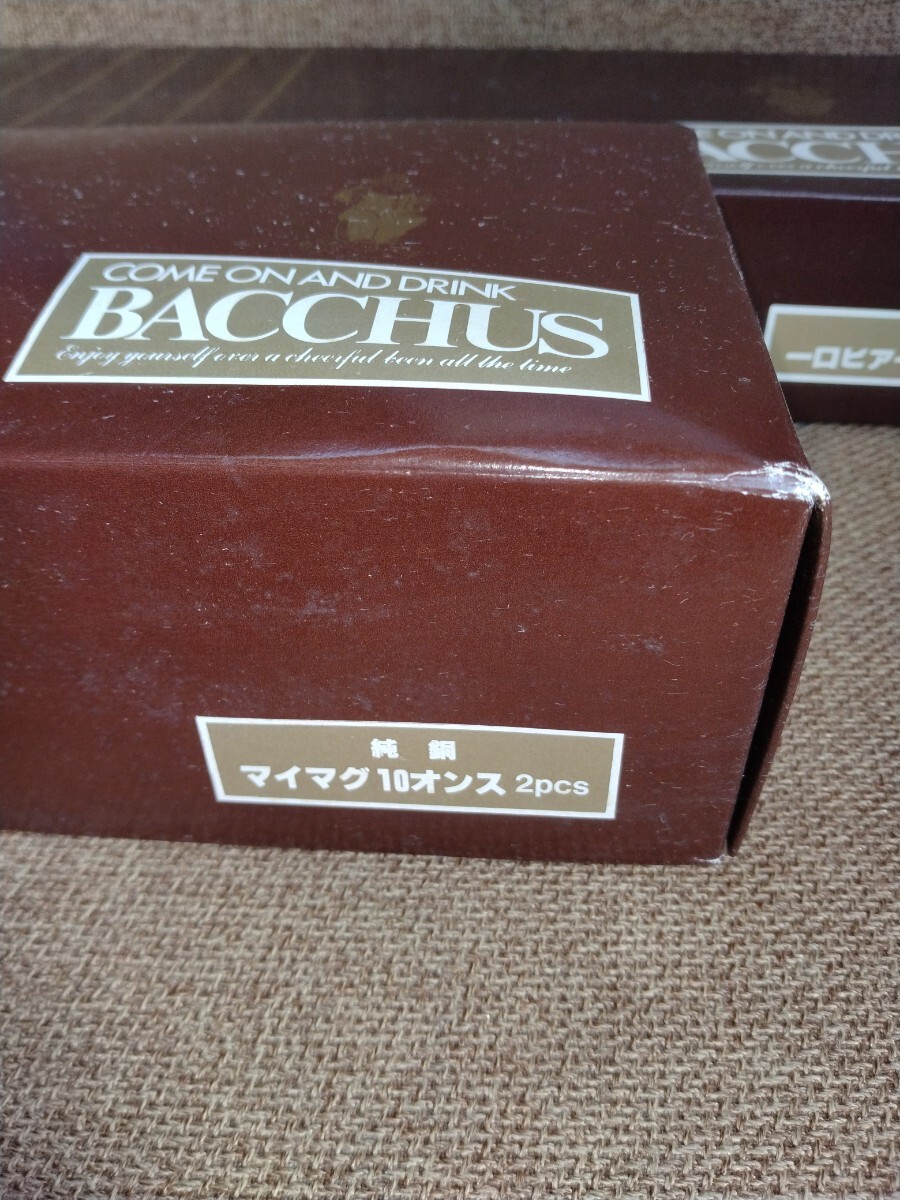 COME ON AND DRINK
BACCHUS
Enjoy yourself over a cheerful keen all the time
純銅
マイマグ 10オンス 2pcs
ON AND DR
ACCH
一口ビア